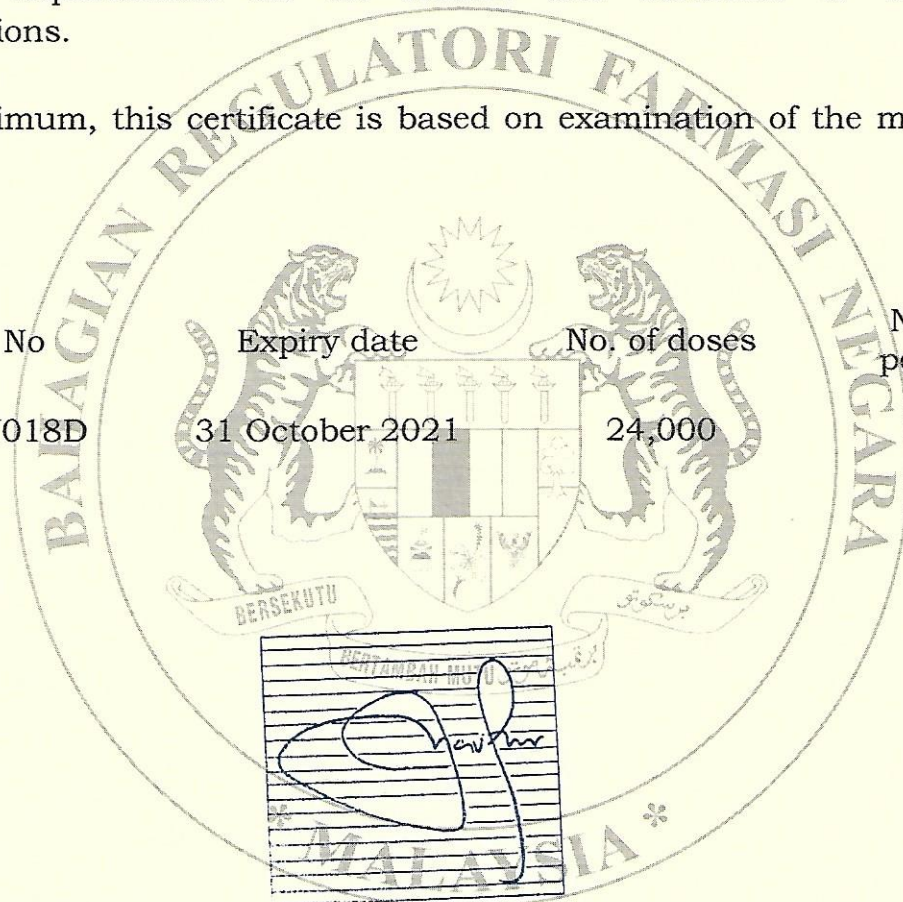 ions.
imum, this certificate is based on examination of the m
No
Expiry date
No. of doses
018D
31 October 2021
24,000
BAHAGIAN REGULATORI FARMASI NEGARA
* MALAYSIA *
BERSEKUTU
برسکوتو
BERTAMBAH MUTU